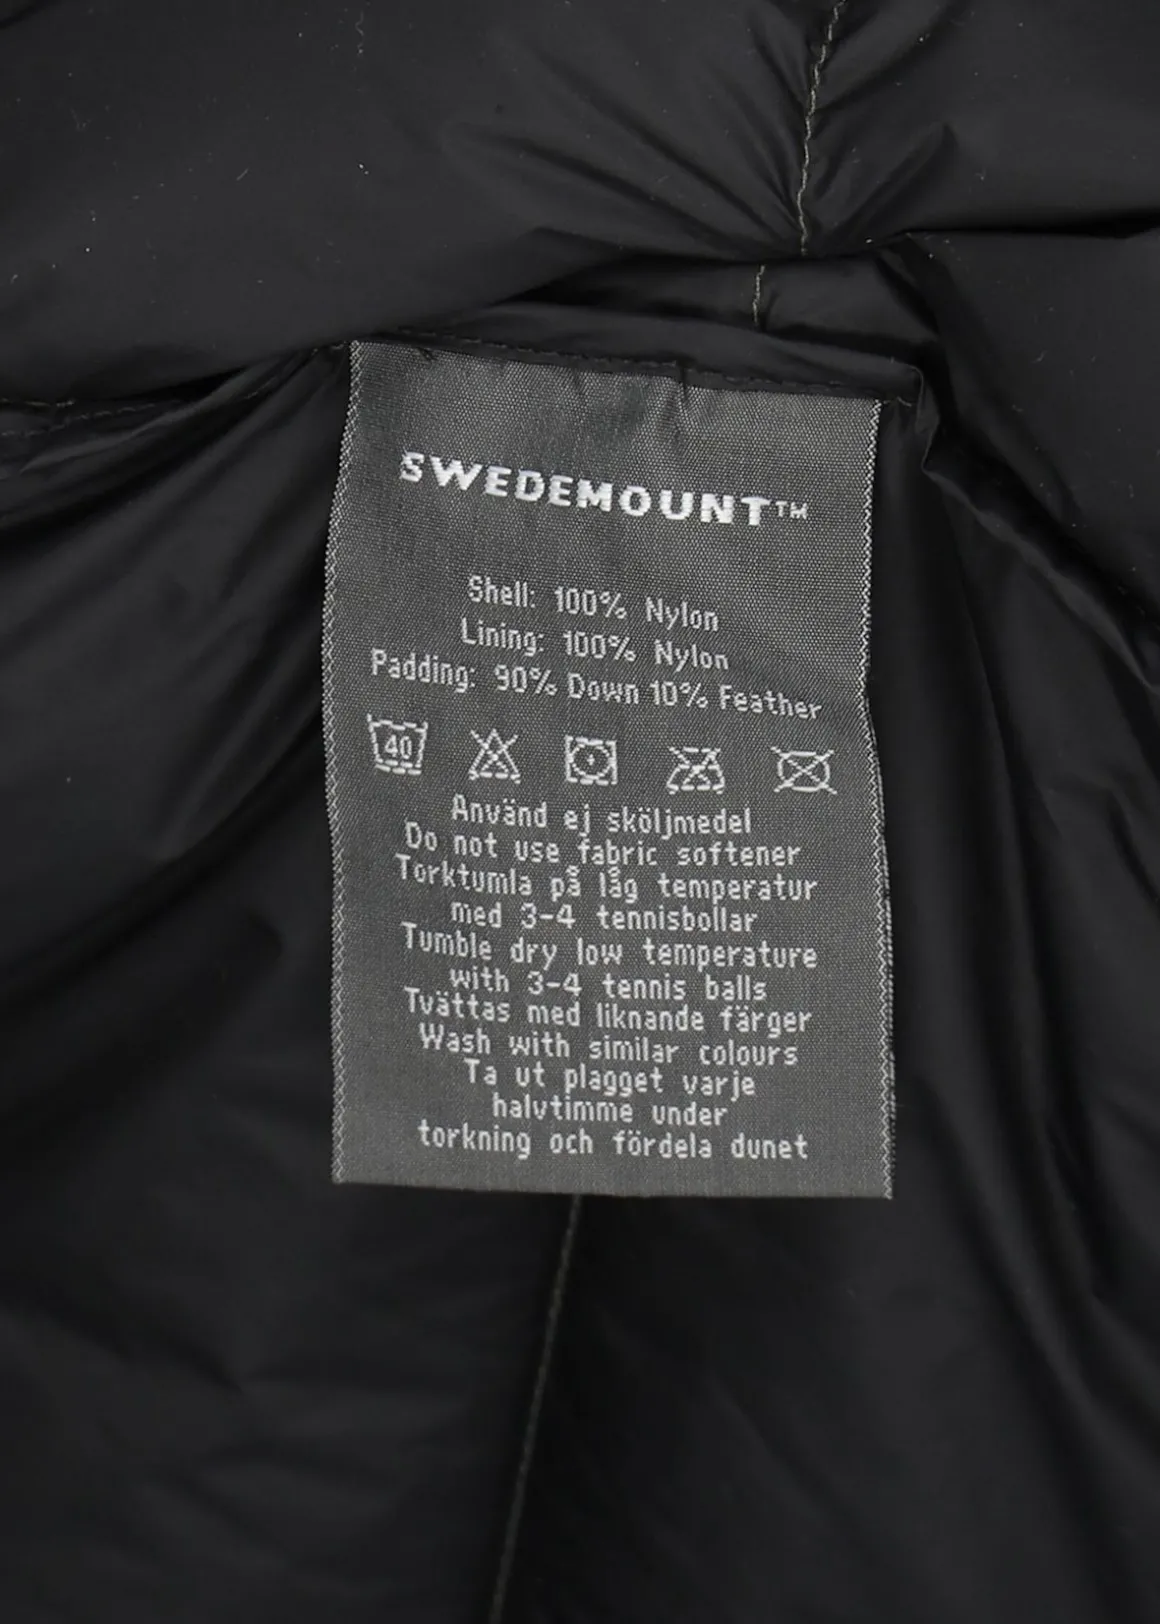 SWEDEMOUNT™
Shell: 100% Nylon
Lining: 100% Nylon
Padding: 90% Down 10% Feather
40
Använd ej sköljmedel
Do not use fabric softener
Torktumla på låg temperatur
med 3-4 tennisbollar
Tumble dry low temperature
with 3-4 tennis balls
Tvättas med liknande färger
Wash with similar colours
Ta ut plagget varje
halvtimme under
torkning och fördela dunet